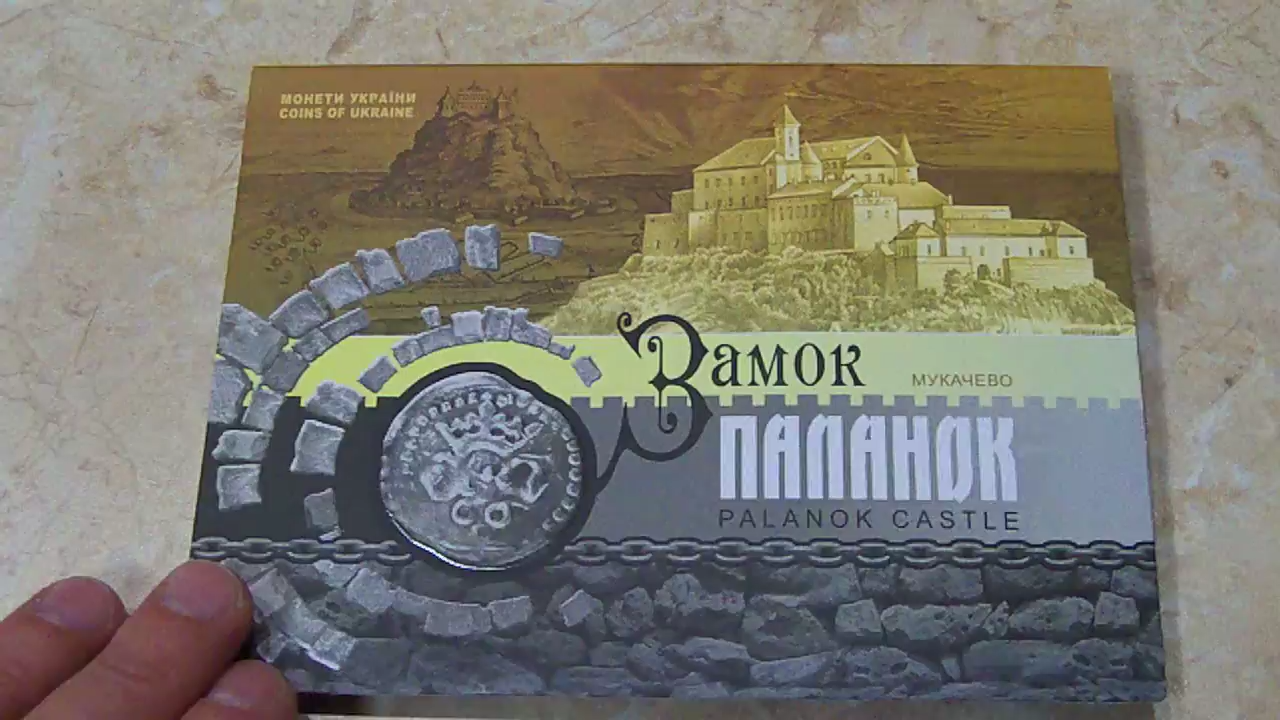 МОНЕТИ УКРАЇНИ
COINS OF UKRAINE
Замок
МУКАЧЕВО
ПАЛАНОК
PALANOK CASTLE